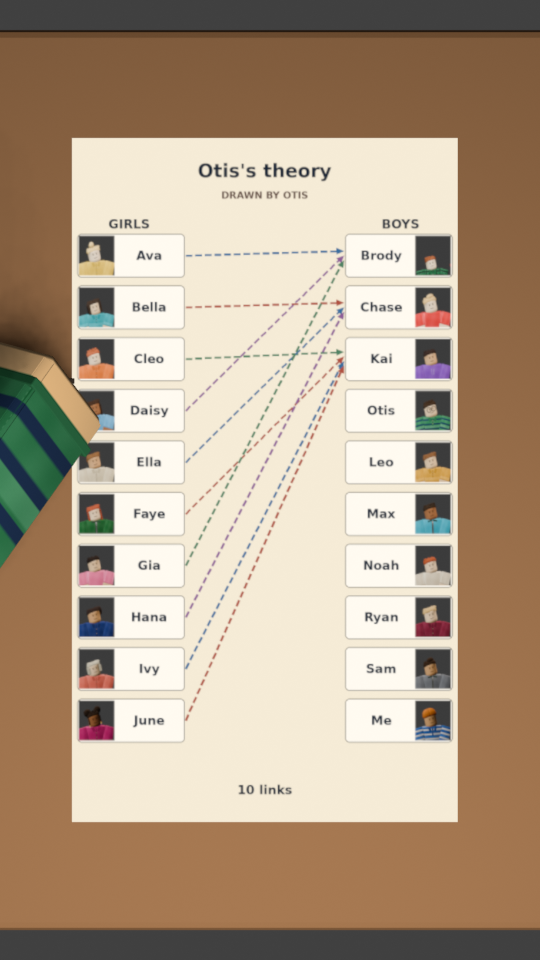 Otis's theory
DRAWN BY OTIS
GIRLS BOYS
Ava Brody
Bella Chase
Cleo Kai
Daisy Otis
Ella Leo
Faye Max
Gia Noah
Hana Ryan
Ivy Sam
June Me
10 links